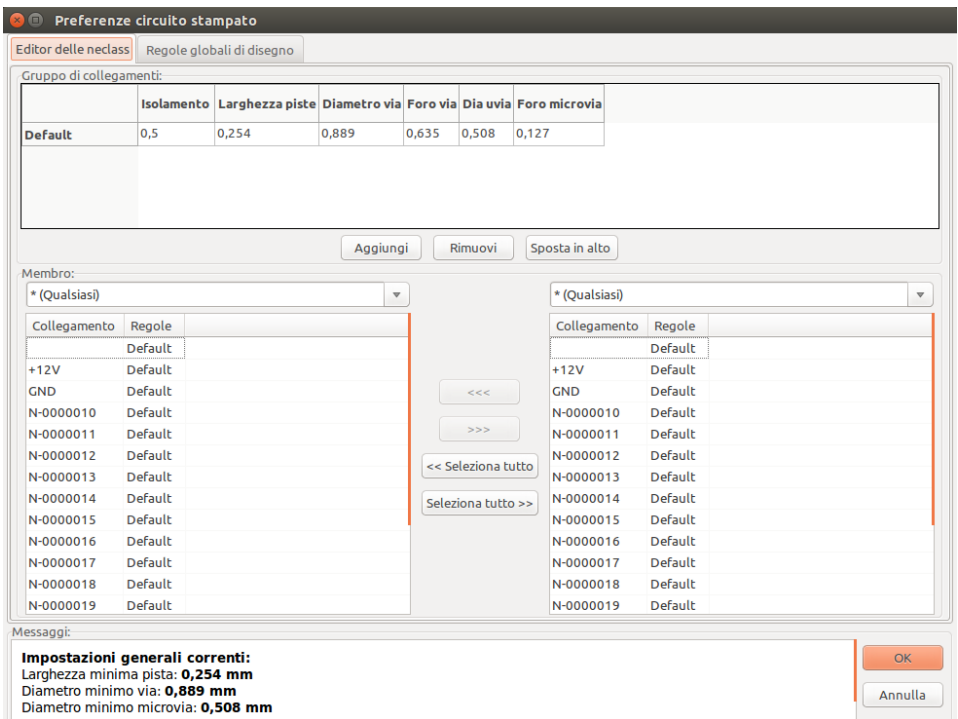 Preferenze circuito stampato
Editor delle neclass Regole globali di disegno
Gruppo di collegamenti:
Isolamento Larghezza piste Diametro via Foro via Dia uvia Foro microvia
Default 0,5 0,254 0,889 0,635 0,508 0,127
Aggiungi Rimuovi Sposta in alto
Membro:
* (Qualsiasi) * (Qualsiasi)
Collegamento Regole Collegamento Regole
Default Default
+12V Default +12V Default
GND Default <<< GND Default
N-0000010 Default N-0000010 Default
N-0000011 Default >>> N-0000011 Default
N-0000012 Default N-0000012 Default
N-0000013 Default << Seleziona tutto N-0000013 Default
N-0000014 Default Seleziona tutto >> N-0000014 Default
N-0000015 Default N-0000015 Default
N-0000016 Default N-0000016 Default
N-0000017 Default N-0000017 Default
N-0000018 Default N-0000018 Default
N-0000019 Default N-0000019 Default
Messaggi:
Impostazioni generali correnti: OK
Larghezza minima pista: 0,254 mm
Diametro minimo via: 0,889 mm Annulla
Diametro minimo microvia: 0,508 mm